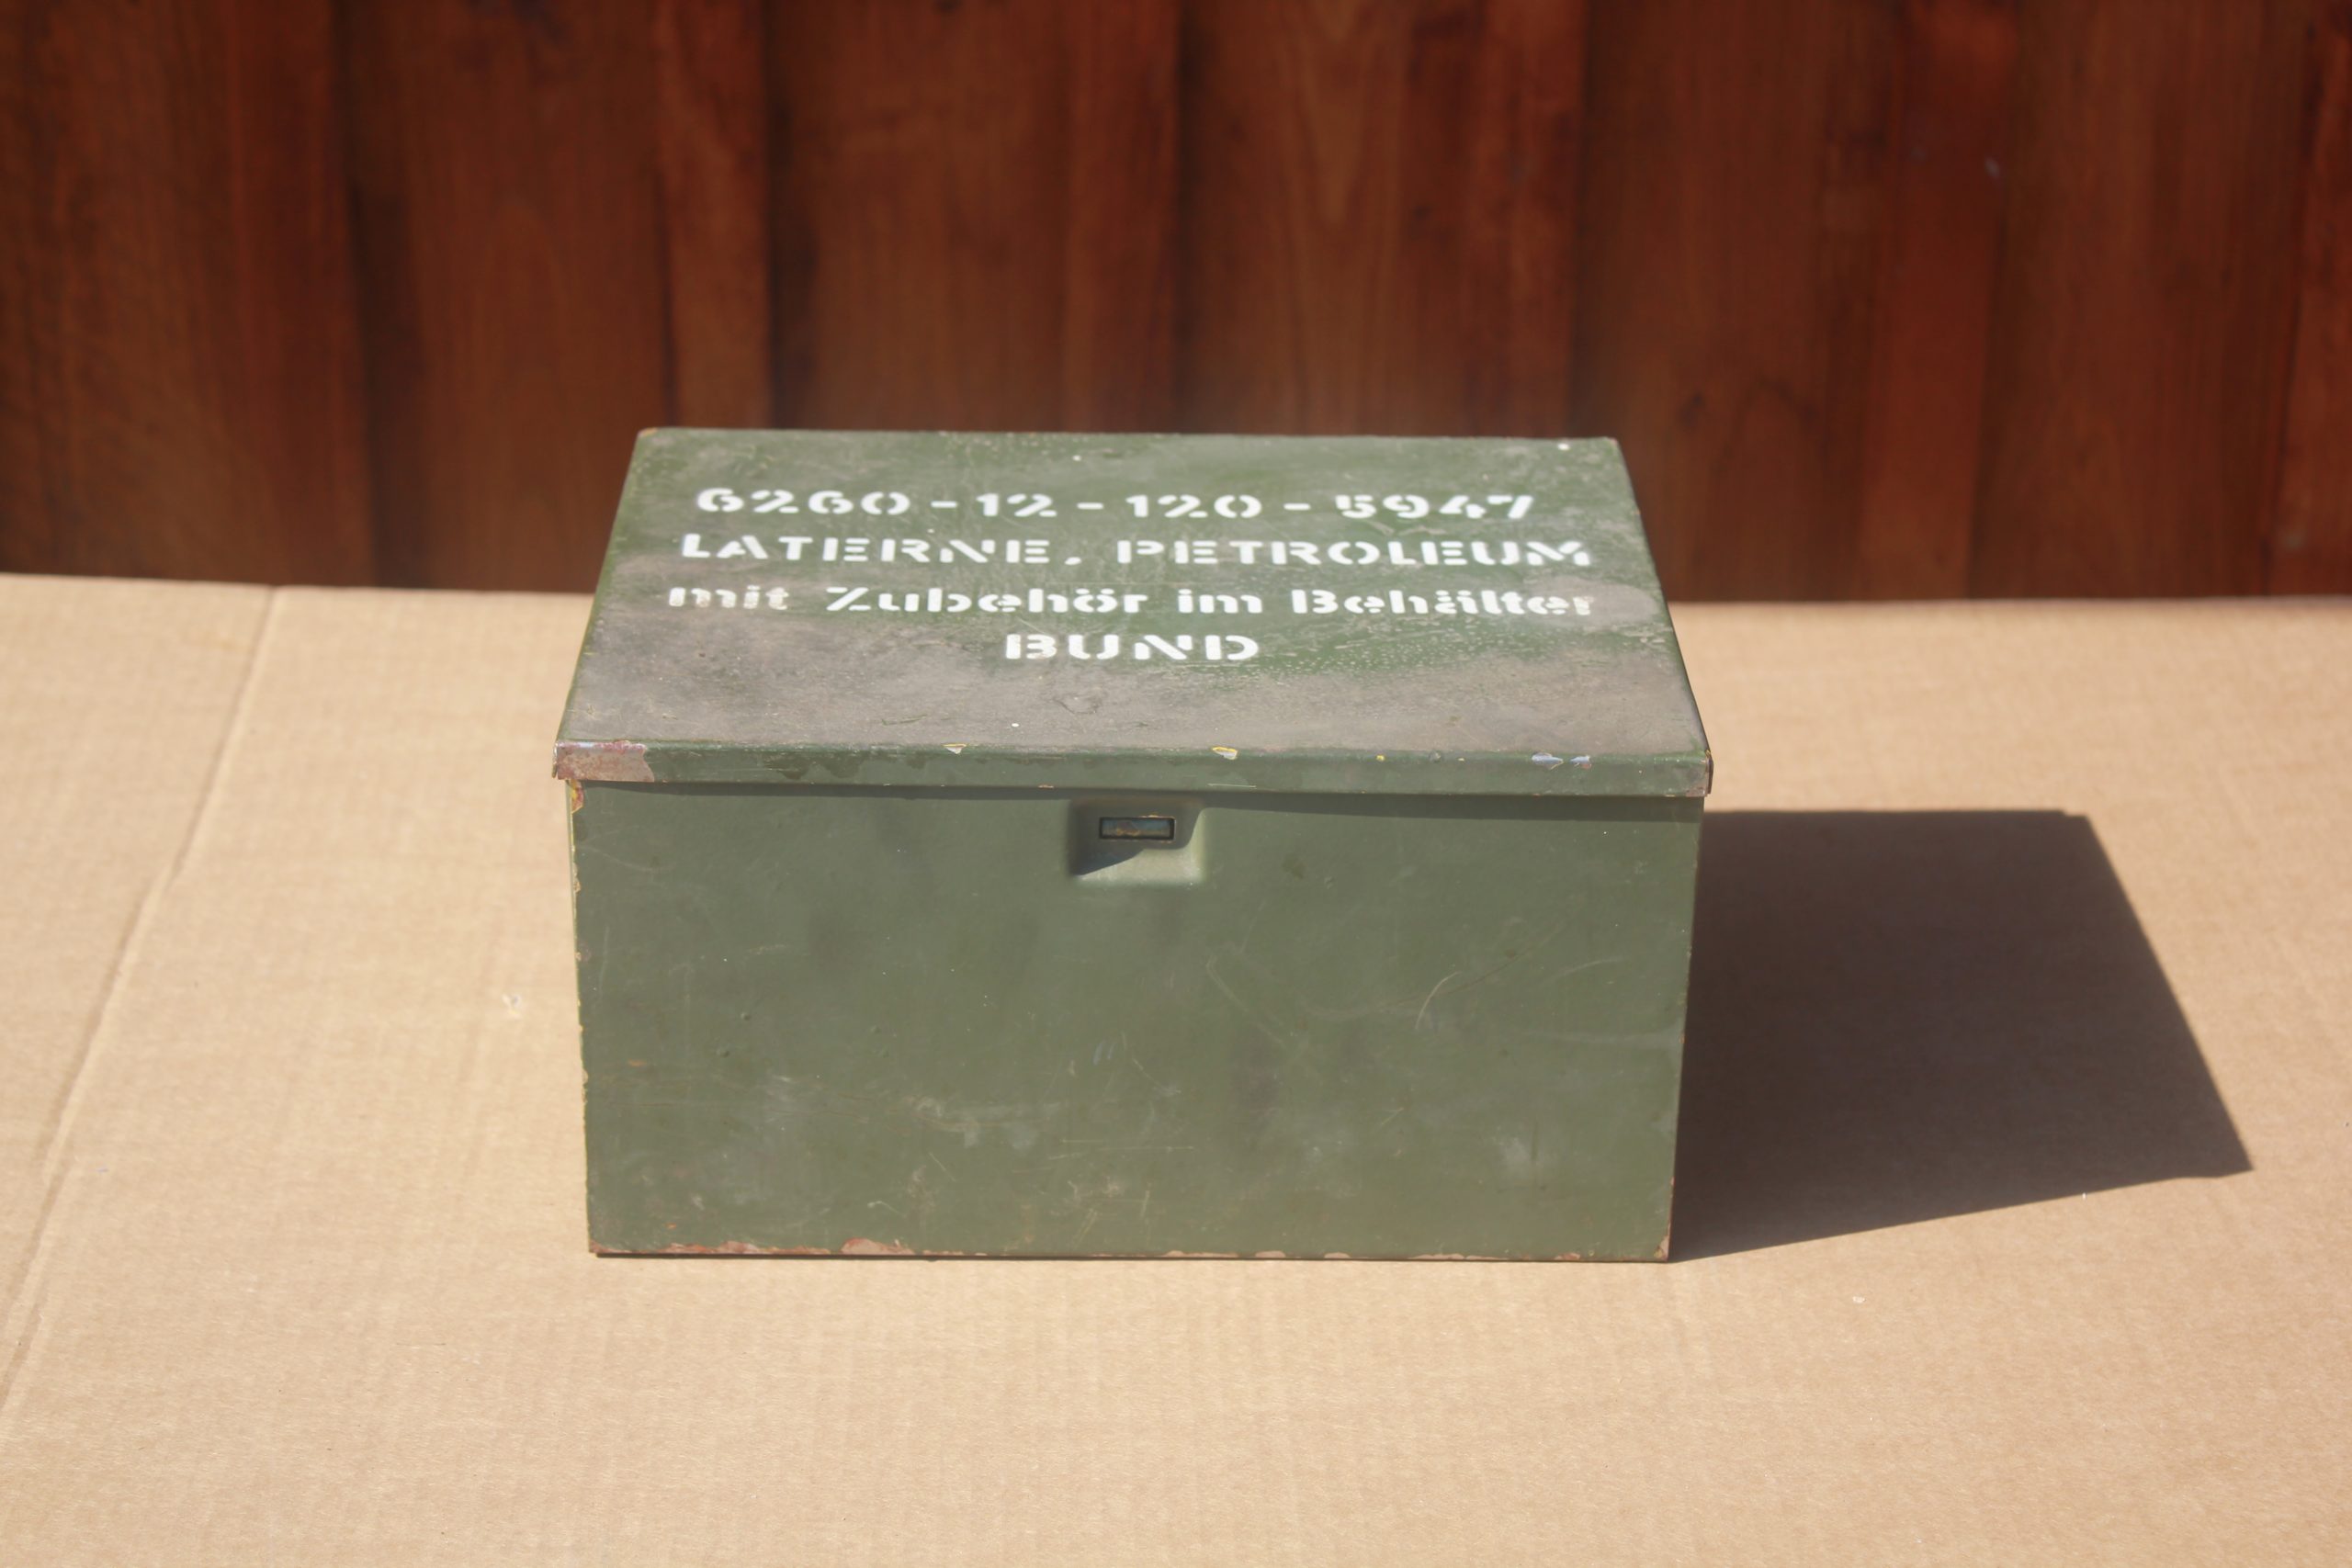 6260-12-120-5947
LATERNE, PETROLEUM
mit Zubehör im Behälter
BUND